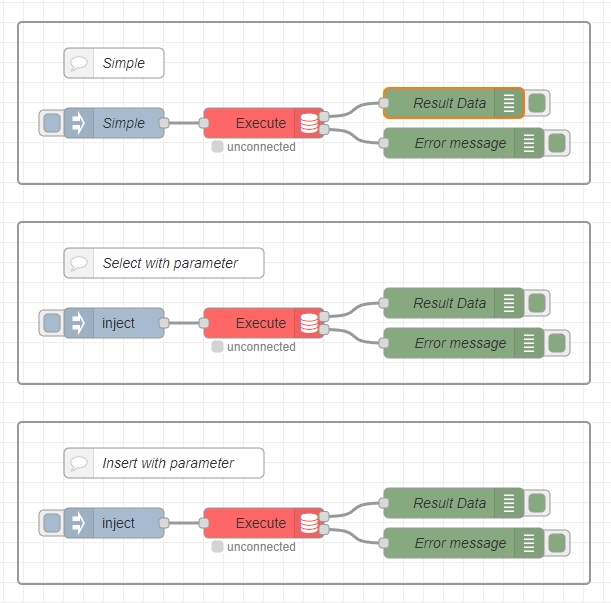 Simple
Simple
Execute
Result Data
Error message
unconnected
Select with parameter
inject
Execute
Result Data
Error message
unconnected
Insert with parameter
inject
Execute
Result Data
Error message
unconnected